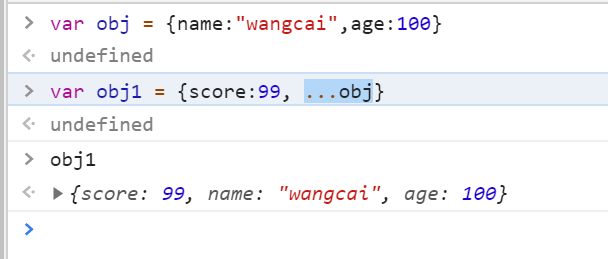 > var obj = {name:"wangcai",age:100}
<· undefined
> var obj1 = {score:99, ...obj}
<· undefined
> obj1
<· ▶{score: 99, name: "wangcai", age: 100}
>